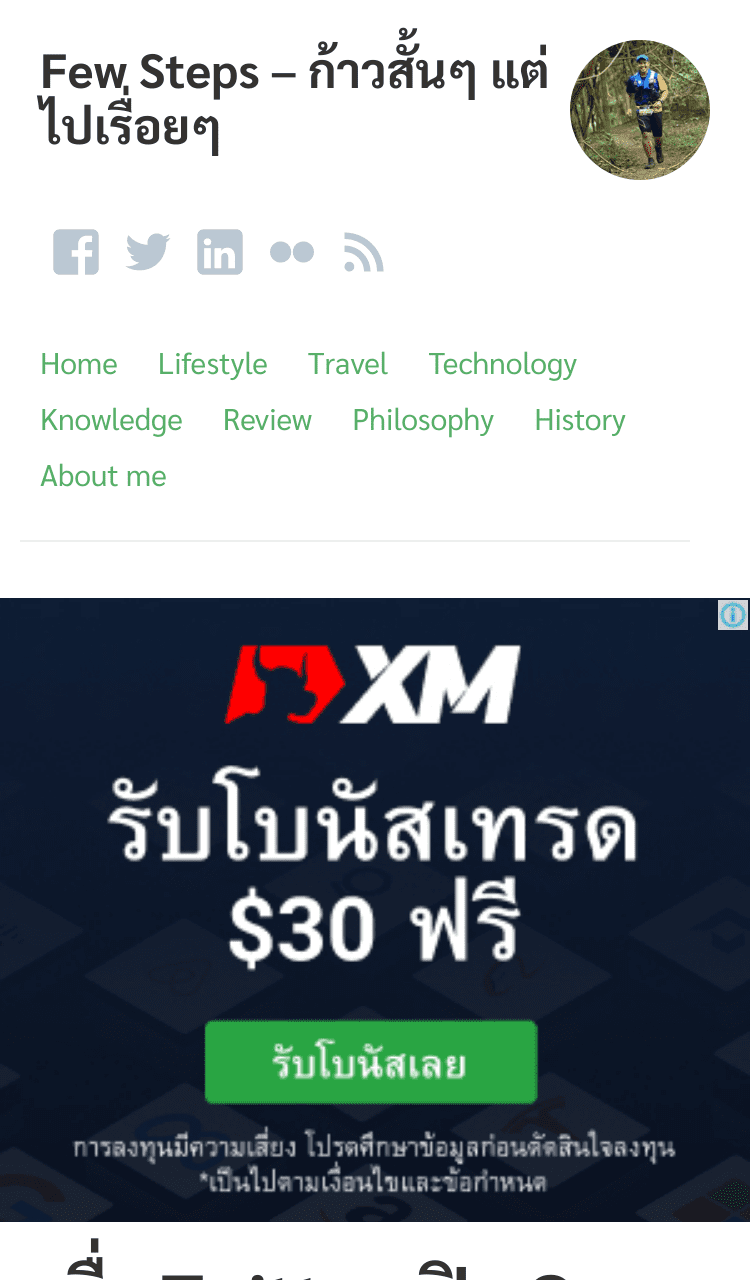 Few Steps – ก้าวสั้นๆ แต่
ไปเรื่อยๆ
Home Lifestyle Travel Technology
Knowledge Review Philosophy History
About me
XM
รับโบนัสเทรด
$30 ฟรี
รับโบนัสเลย
การลงทุนมีความเสี่ยง โปรดศึกษาข้อมูลก่อนตัดสินใจลงทุน
*เป็นไปตามเงื่อนไขและข้อกำหนด